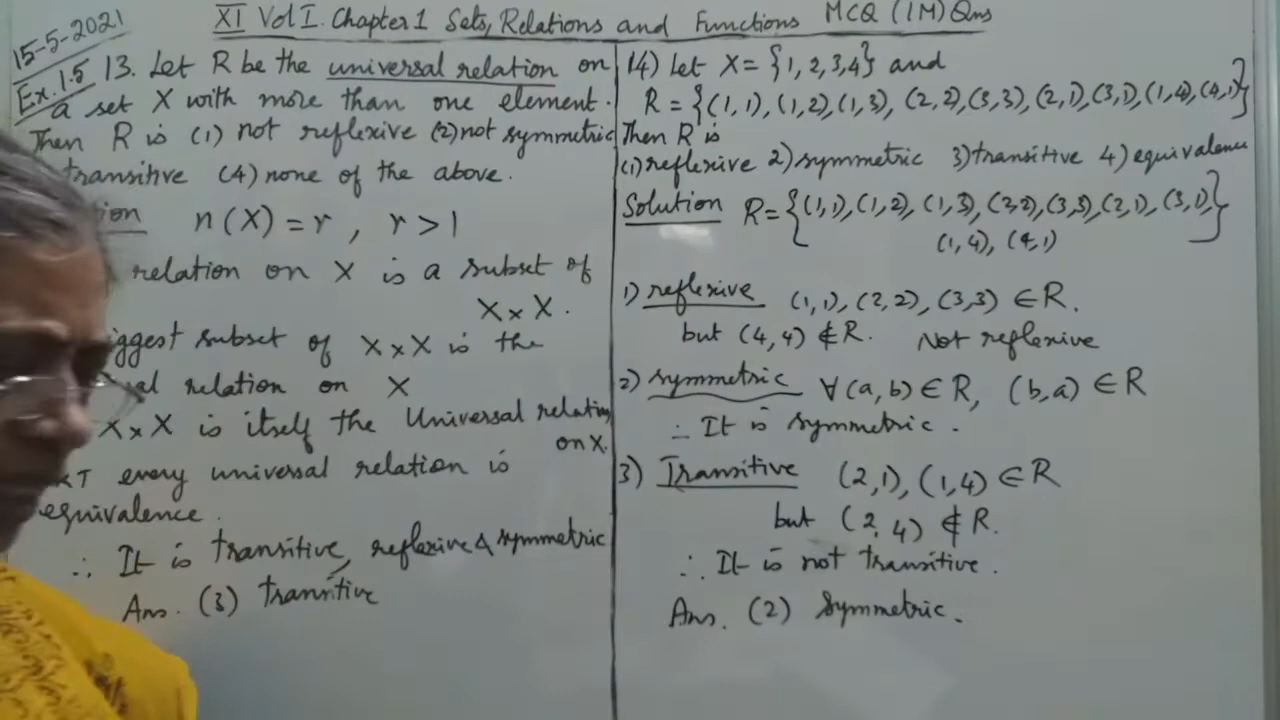 XI Vol I. Chapter 1 Sets, Relations and Functions MCQ (1M) Qns
15-5-2021
Ex. 1.5
13. Let R be the universal relation on
a set X with more than one element.
Then R is (1) not reflexive (2) not symmetric
transitive (4) none of the above.
tion n(X) = r , r > 1
relation on X is a subset of
X × X.
iggest subset of X × X is the
al relation on X
X × X is itself the Universal relation
on X.
KT every universal relation is
equivalence.
∴ It is transitive, reflexive & symmetric
Ans. (3) transitive
14) Let X = {1, 2, 3, 4} and
R = {(1,1), (1,2), (1,3), (2,2), (3,3), (2,1), (3,1), (1,4), (4,1)}
Then R is
(1) reflexive 2) symmetric 3) transitive 4) equivalence
Solution R = {(1,1), (1,2), (1,3), (2,2), (3,3), (2,1), (3,1),
(1,4), (4,1)}
1) reflexive (1,1), (2,2), (3,3) ∈ R.
but (4,4) ∉ R. Not reflexive
2) symmetric ∀ (a,b) ∈ R, (b,a) ∈ R
∴ It is symmetric.
3) Transitive (2,1), (1,4) ∈ R
but (2,4) ∉ R.
∴ It is not transitive.
Ans. (2) Symmetric.